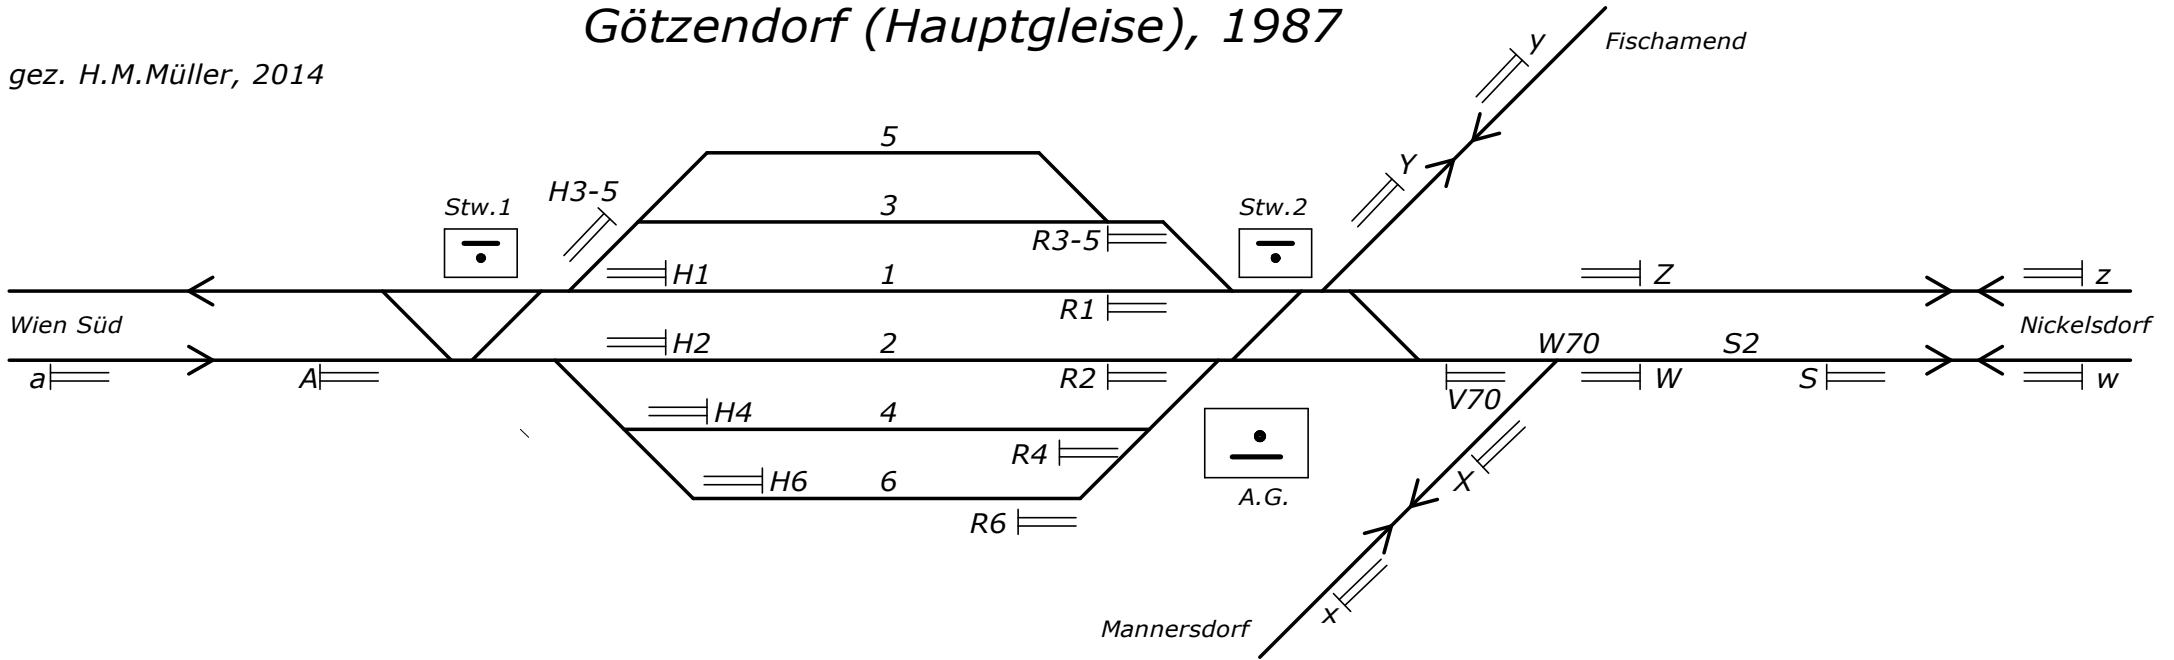 Götzendorf (Hauptgleise), 1987
gez. H.M.Müller, 2014
y
Fischamend
5
Y
H3-5
Stw.1
3
Stw.2
R3-5
H1
1
Z
z
R1
Wien Süd
Nickelsdorf
H2
2
W70
S2
a
A
R2
W
S
w
V70
H4
4
R4
H6
6
X
A.G.
R6
x
Mannersdorf